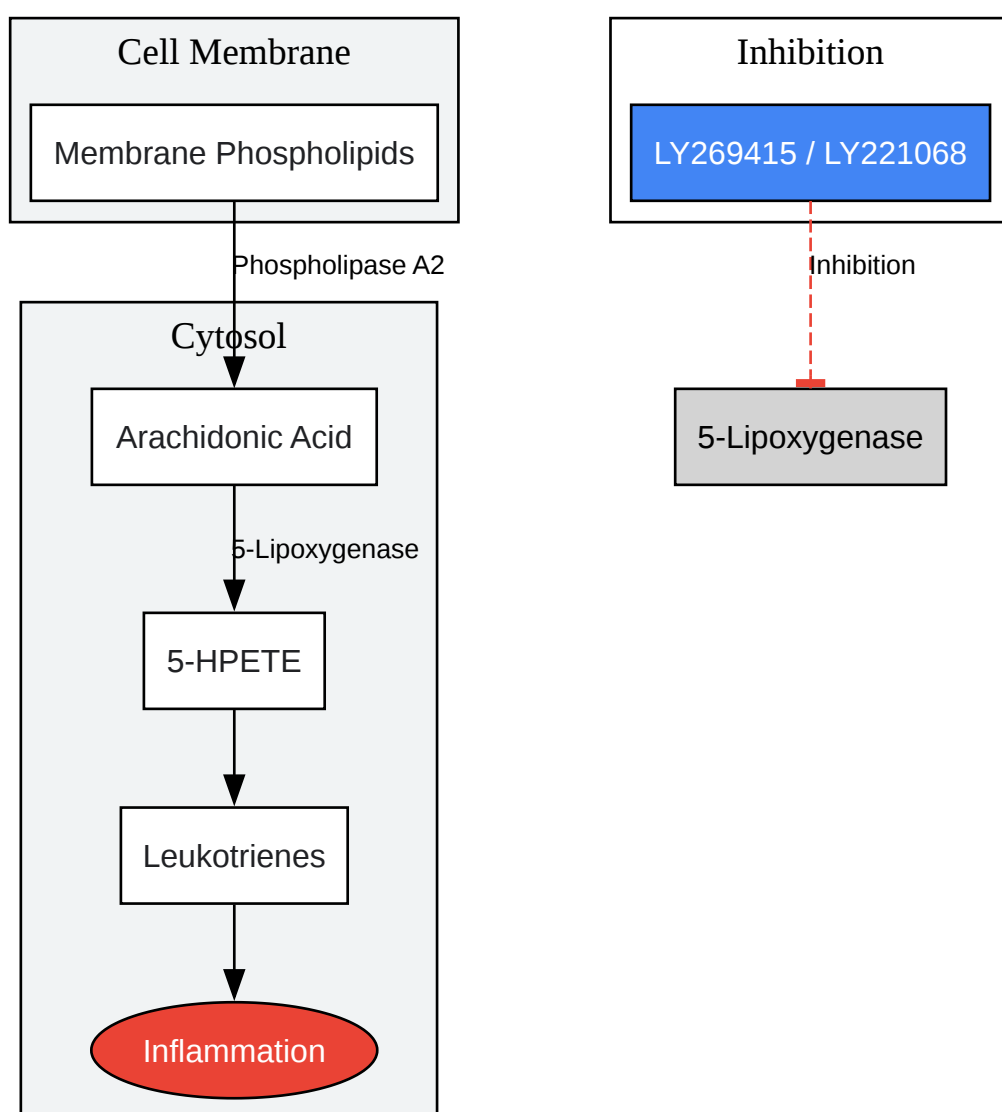 Cell Membrane
Membrane Phospholipids
Phospholipase A2
Cytosol
Arachidonic Acid
5-Lipoxygenase
5-HPETE
Leukotrienes
Inflammation
Inhibition
LY269415 / LY221068
Inhibition
5-Lipoxygenase